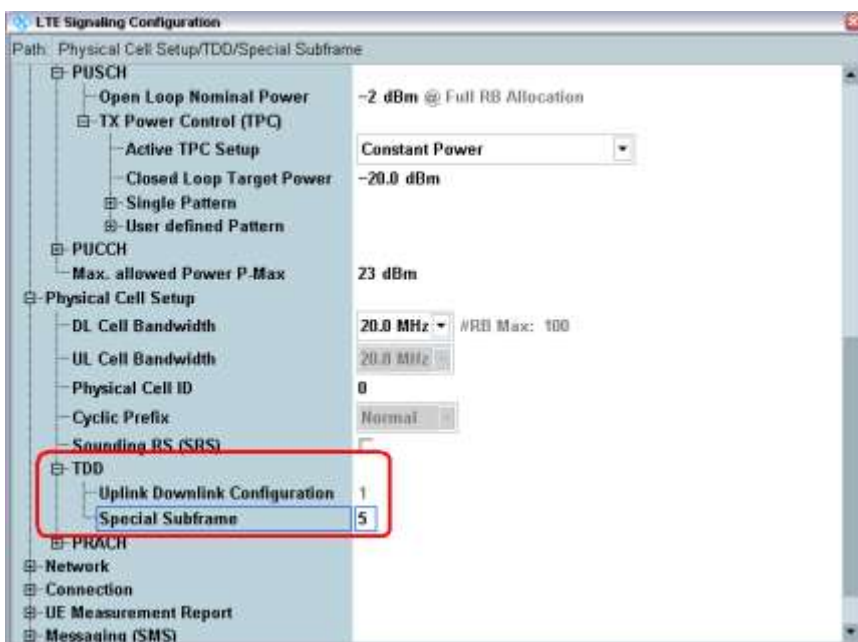 LTE Signaling Configuration
Path: Physical Cell Setup/TDD/Special Subframe
PUSCH
Open Loop Nominal Power -2 dBm @ Full RB Allocation
TX Power Control (TPC)
Active TPC Setup Constant Power
Closed Loop Target Power -20.0 dBm
Single Pattern
User defined Pattern
PUCCH
Max. allowed Power P-Max 23 dBm
Physical Cell Setup
DL Cell Bandwidth 20.0 MHz #RB Max: 100
UL Cell Bandwidth 20.0 MHz
Physical Cell ID 0
Cyclic Prefix Normal
Sounding RS (SRS)
TDD
Uplink Downlink Configuration 1
Special Subframe 5
PRACH
Network
Connection
UE Measurement Report
Messaging (SMS)